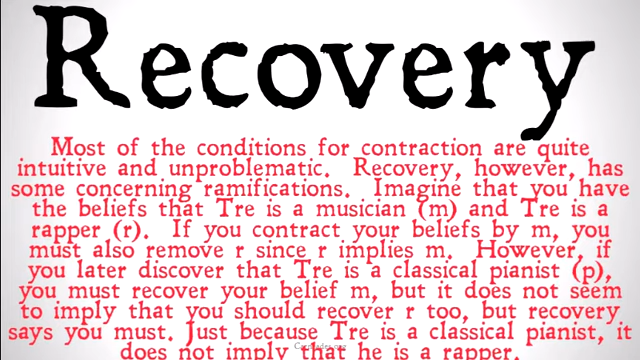 Recovery
Most of the conditions for contraction are quite
intuitive and unproblematic. Recovery, however, has
some concerning ramifications. Imagine that you have
the beliefs that Tre is a musician (m) and Tre is a
rapper (r). If you contract your beliefs by m, you
must also remove r since r implies m. However, if
you later discover that Tre is a classical pianist (p),
you must recover your belief m, but it does not seem
to imply that you should recover r too, but recovery
says you must. Just because Tre is a classical pianist, it
does not imply that he is a rapper.